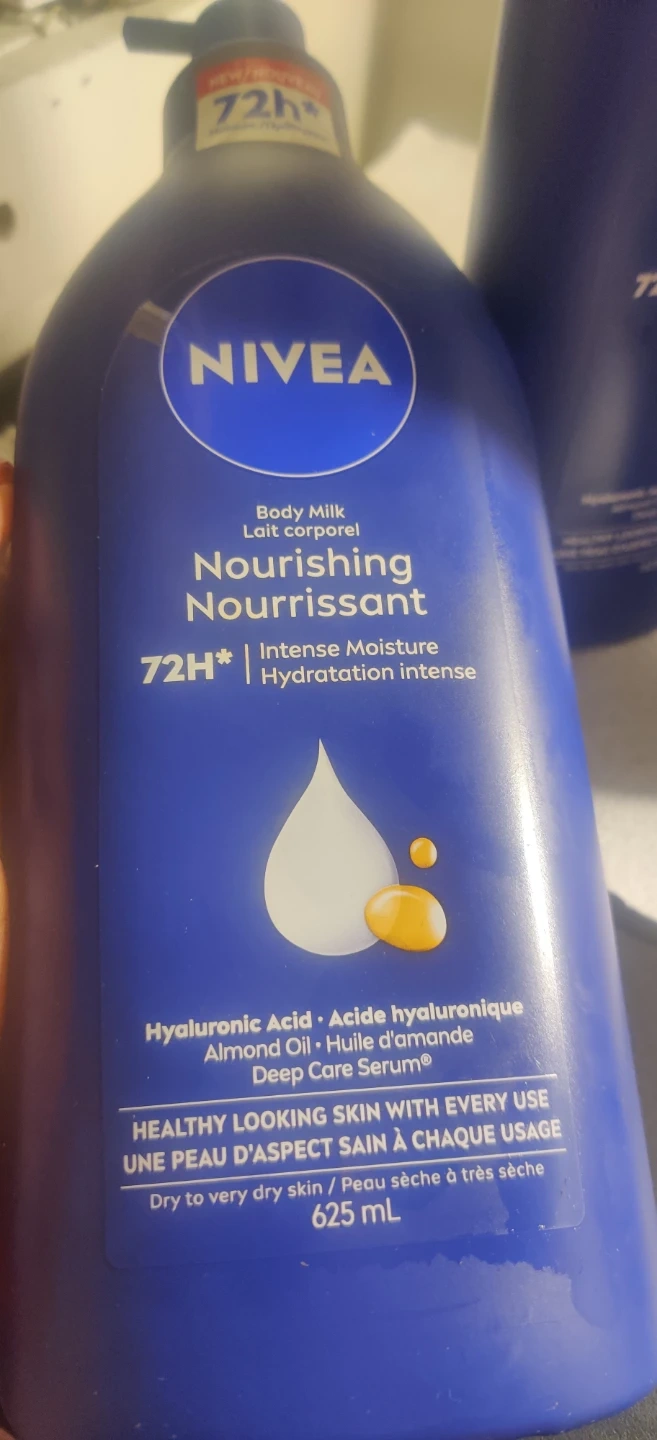 NEW/NOUVEAU
72h*
NIVEA
Body Milk
Lait corporel
Nourishing
Nourrissant
72H* | Intense Moisture
Hydratation intense
Hyaluronic Acid · Acide hyaluronique
Almond Oil · Huile d'amande
Deep Care Serum®
HEALTHY LOOKING SKIN WITH EVERY USE
UNE PEAU D'ASPECT SAIN À CHAQUE USAGE
Dry to very dry skin / Peau sèche à très sèche
625 mL